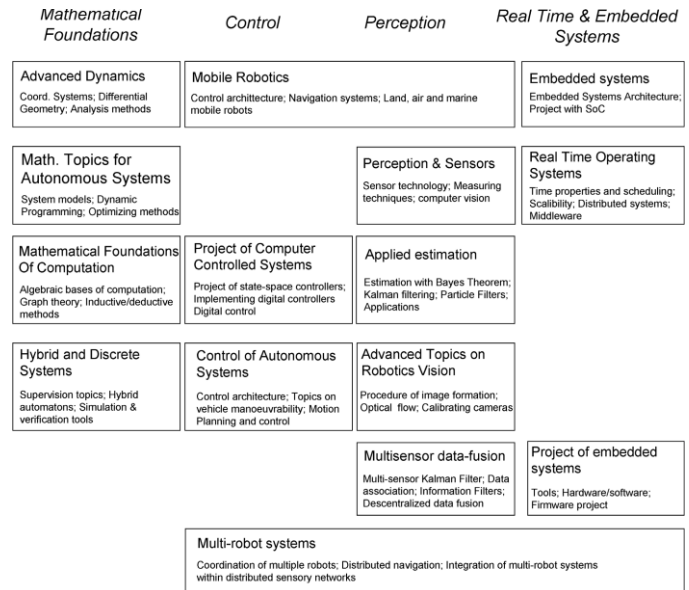 Mathematical
Foundations
Control
Perception
Real Time & Embedded
Systems
Advanced Dynamics
Coord. Systems; Differential
Geometry; Analysis methods
Mobile Robotics
Control archittecture; Navigation systems; Land, air and marine
mobile robots
Embedded systems
Embedded Systems Architecture;
Project with SoC
Math. Topics for
Autonomous Systems
System models; Dynamic
Programming; Optimizing methods
Perception & Sensors
Sensor technology; Measuring
techniques; computer vision
Real Time Operating
Systems
Time properties and scheduling;
Scalibility; Distributed systems;
Middleware
Mathematical Foundations
Of Computation
Algebraic bases of computation;
Graph theory; Inductive/deductive
methods
Project of Computer
Controlled Systems
Project of state-space controllers;
Implementing digital controllers
Digital control
Applied estimation
Estimation with Bayes Theorem;
Kalman filtering; Particle Filters;
Applications
Hybrid and Discrete
Systems
Supervision topics; Hybrid
automatons; Simulation &
verification tools
Control of Autonomous
Systems
Control architecture; Topics on
vehicle manoeuvrability; Motion
Planning and control
Advanced Topics on
Robotics Vision
Procedure of image formation;
Optical flow; Calibrating cameras
Multisensor data-fusion
Multi-sensor Kalman Filter; Data
association; Information Filters;
Descentralized data fusion
Project of embedded
systems
Tools; Hardware/software;
Firmware project
Multi-robot systems
Coordination of multiple robots; Distributed navigation; Integration of multi-robot systems
within distributed sensory networks